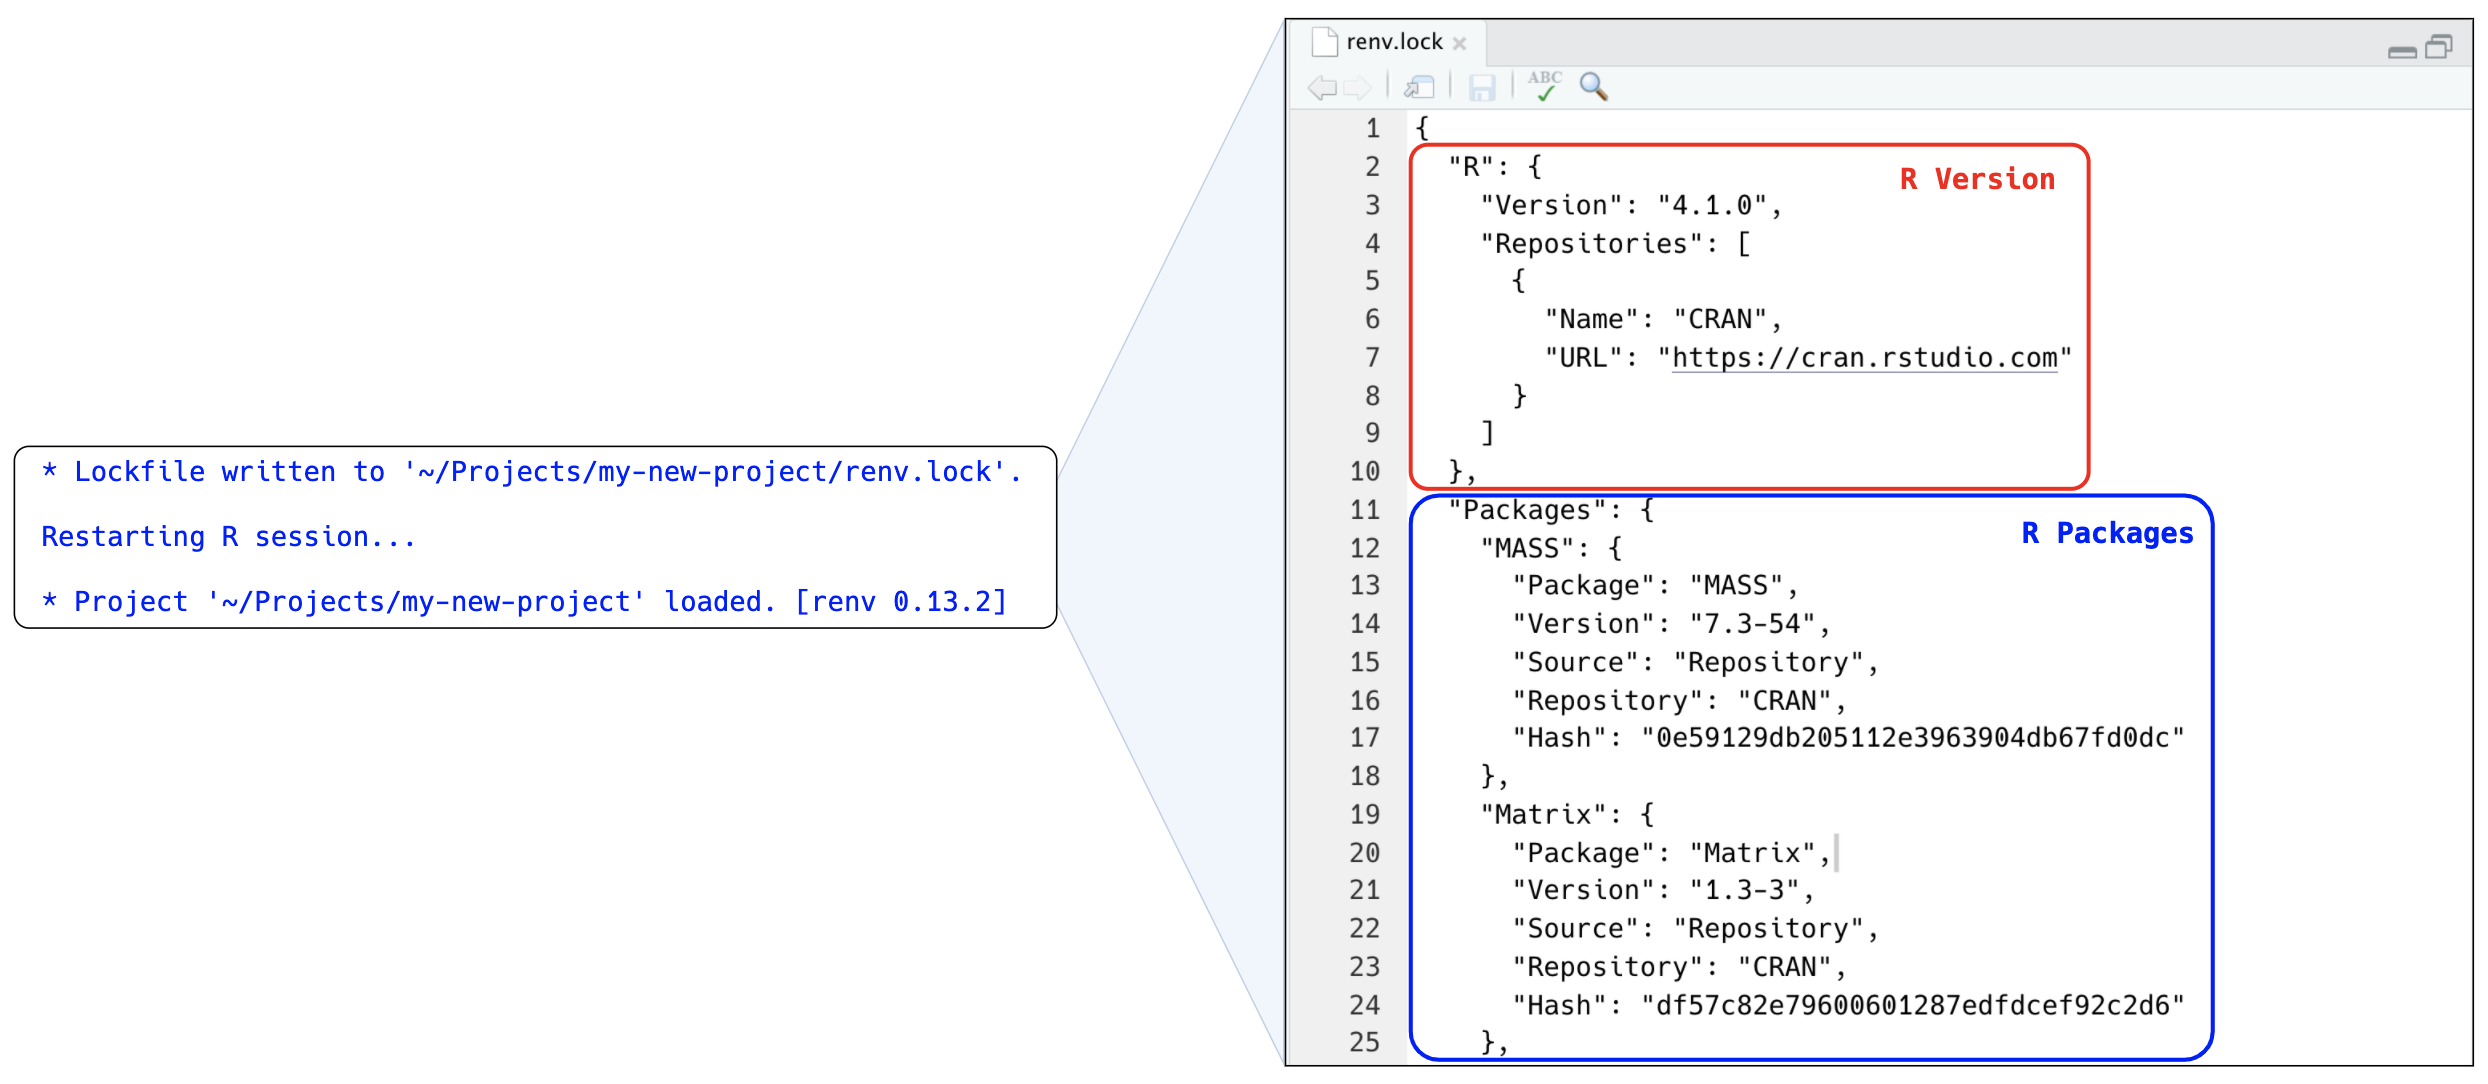 * Lockfile written to '~/Projects/my-new-project/renv.lock'.
Restarting R session...
* Project '~/Projects/my-new-project' loaded. [renv 0.13.2]
renv.lock
ABC
1 {
2 "R": {
R Version
3 "Version": "4.1.0",
4 "Repositories": [
5 {
6 "Name": "CRAN",
7 "URL": "https://cran.rstudio.com"
8 }
9 ]
10 },
11 "Packages": {
R Packages
12 "MASS": {
13 "Package": "MASS",
14 "Version": "7.3-54",
15 "Source": "Repository",
16 "Repository": "CRAN",
17 "Hash": "0e59129db205112e3963904db67fd0dc"
18 },
19 "Matrix": {
20 "Package": "Matrix",
21 "Version": "1.3-3",
22 "Source": "Repository",
23 "Repository": "CRAN",
24 "Hash": "df57c82e79600601287edfdcef92c2d6"
25 },